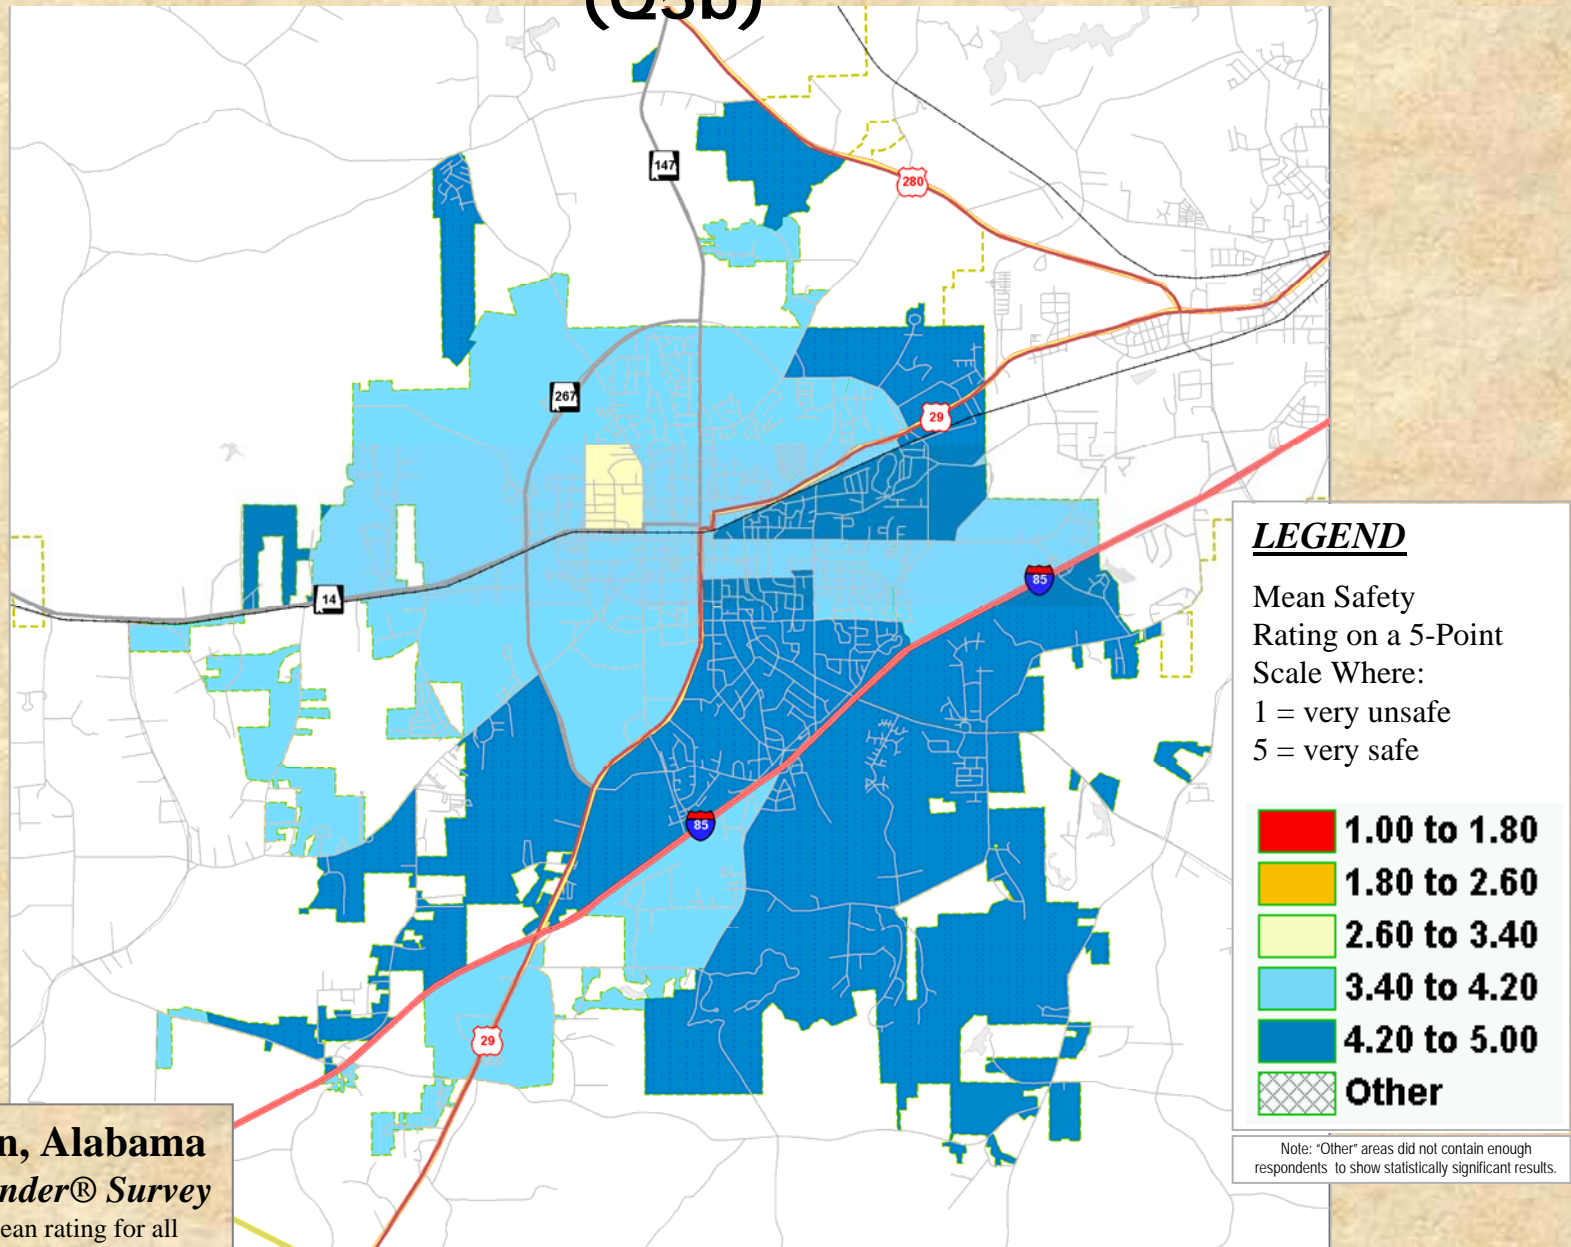 (Q3b)
147
280
267
29
14
85
85
29
LEGEND
Mean Safety
Rating on a 5-Point
Scale Where:
1 = very unsafe
5 = very safe
1.00 to 1.80
1.80 to 2.60
2.60 to 3.40
3.40 to 4.20
4.20 to 5.00
Other
Note: "Other" areas did not contain enough
respondents to show statistically significant results.
n, Alabama
nder® Survey
ean rating for all